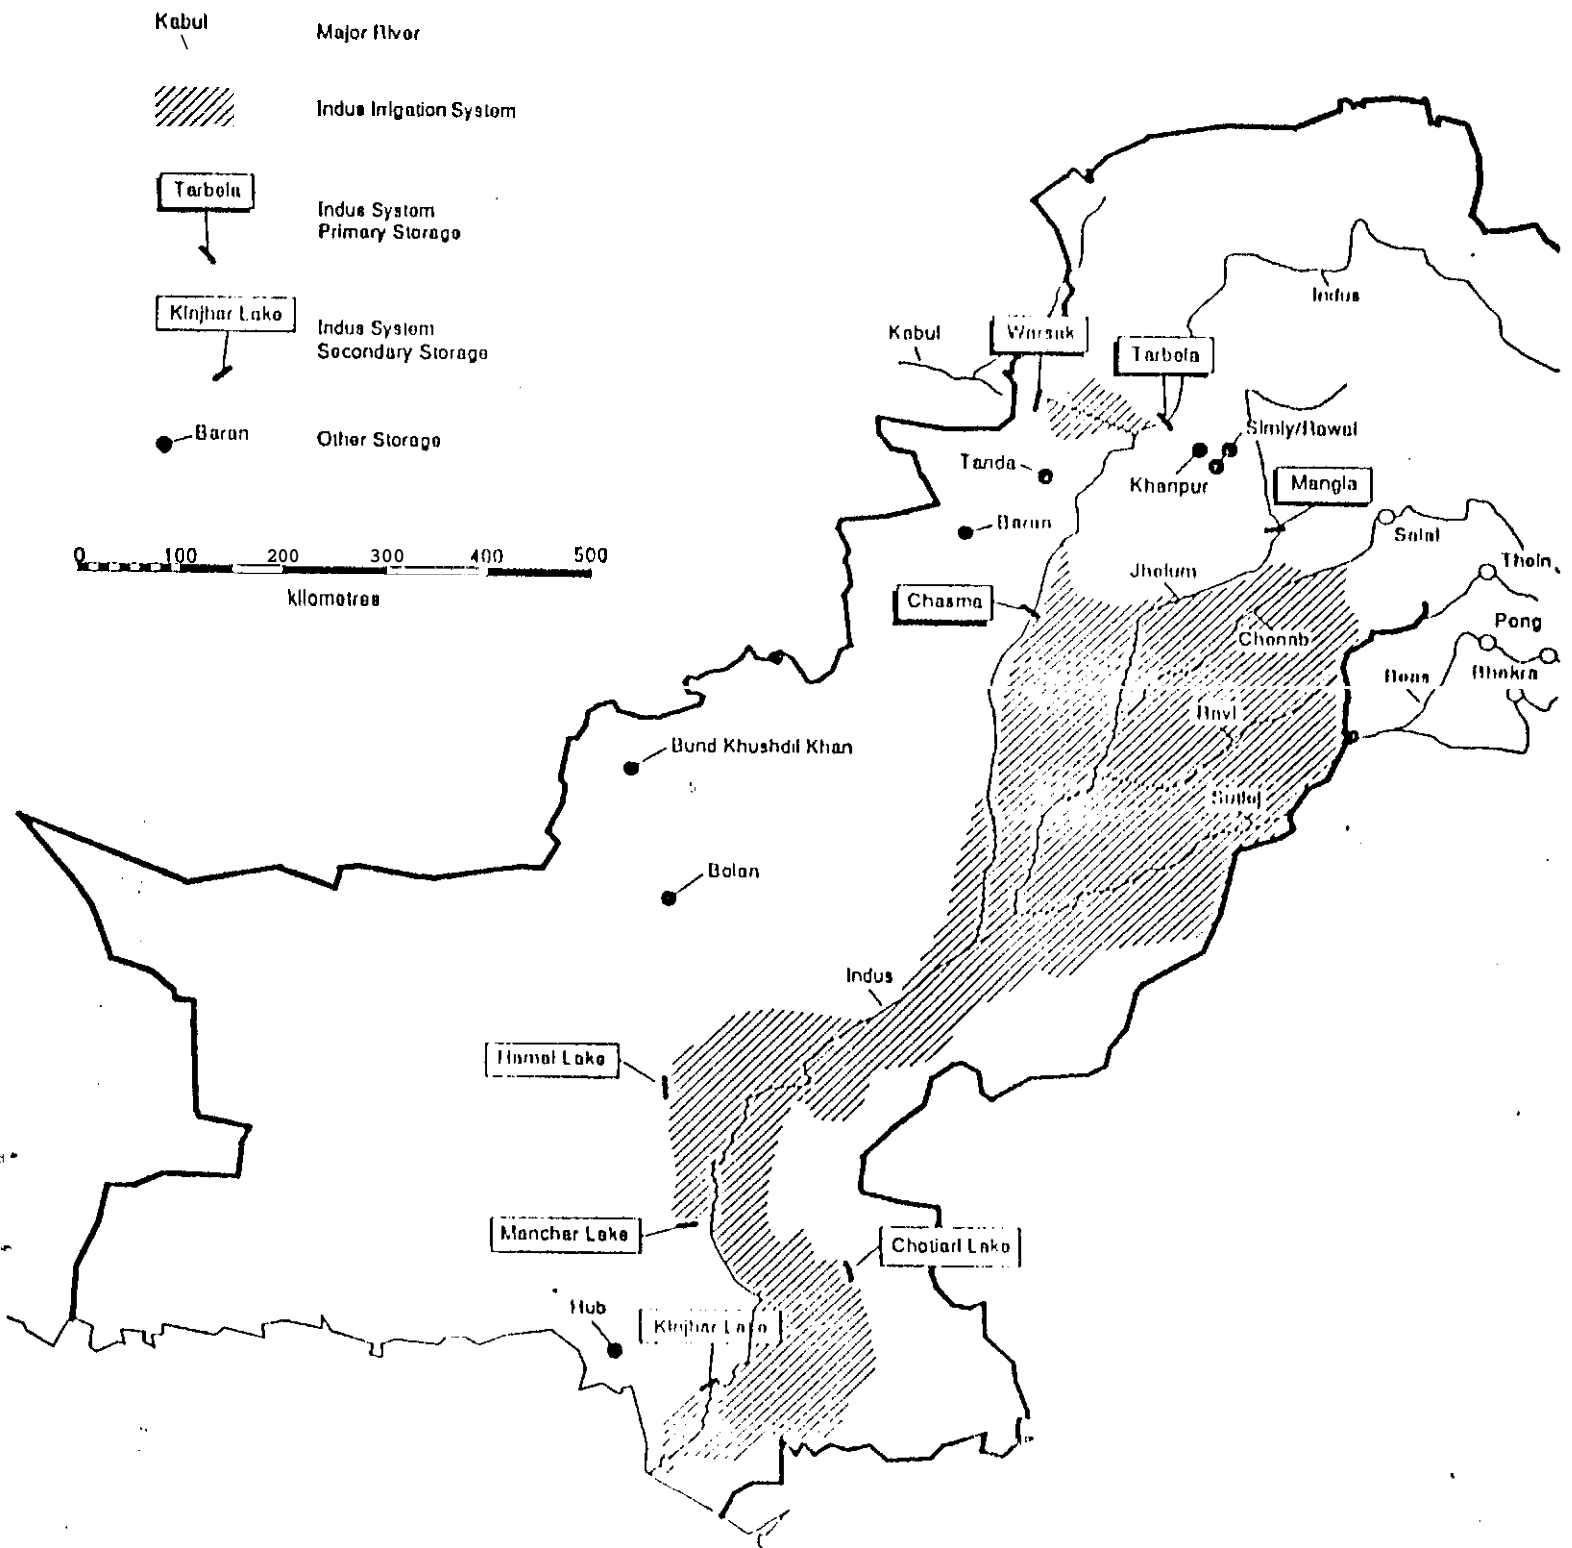 Kabul
Major River
Indus Irrigation System
Tarbela
Indus System
Primary Storage
Kinjhar Lake
Indus System
Secondary Storage
Baran
Other Storage
0 100 200 300 400 500
kilometres
Indus
Kabul
Warsak
Tarbela
Simly/Rawal
Tanda
Khanpur
Mangla
Baran
Salal
Jhelum
Thein
Chasma
Pong
Chenab
Beas
Bhakra
Ravi
Bund Khushdil Khan
Sutlej
Bolan
Indus
Hamal Lake
Manchar Lake
Chotiari Lake
Hub
Kinjhar Lake